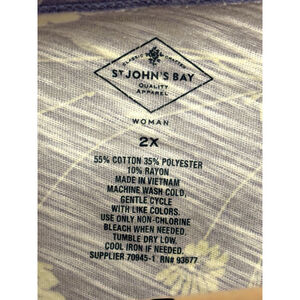 CLASSIC CRAFTED
ST JOHN'S BAY
QUALITY
APPAREL
WOMAN
2X
55% COTTON 35% POLYESTER
10% RAYON
MADE IN VIETNAM
MACHINE WASH COLD,
GENTLE CYCLE
WITH LIKE COLORS.
USE ONLY NON-CHLORINE
BLEACH WHEN NEEDED,
TUMBLE DRY LOW.
COOL IRON IF NEEDED.
SUPPLIER 70945-1 RN# 93677